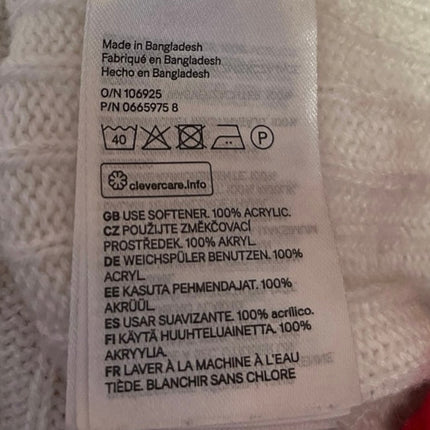 Made in Bangladesh
Fabriqué en Bangladesh
Hecho en Bangladesh
O/N 106925
P/N 0665975 8
40
P
clevercare.info
GB USE SOFTENER. 100% ACRYLIC.
CZ POUŽIJTE ZMĚKČOVACÍ
PROSTŘEDEK. 100% AKRYL.
DE WEICHSPÜLER BENUTZEN. 100%
ACRYL.
EE KASUTA PEHMENDAJAT. 100%
AKRÜÜL.
ES USAR SUAVIZANTE. 100% acrílico.
FI KÄYTÄ HUUHTELUAINETTA. 100%
AKRYYLIA.
FR LAVER À LA MACHINE À L'EAU
TIÈDE. BLANCHIR SANS CHLORE